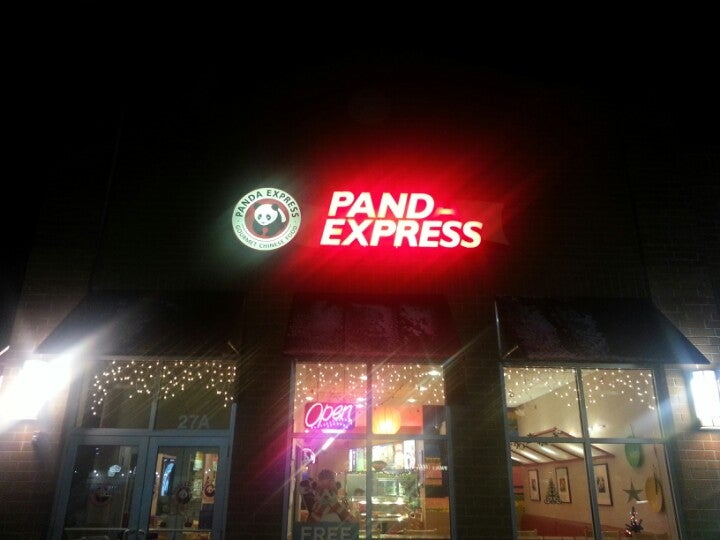 PANDA EXPRESS
GOURMET CHINESE FOOD
PAND
EXPRESS
27A
Open
FREE